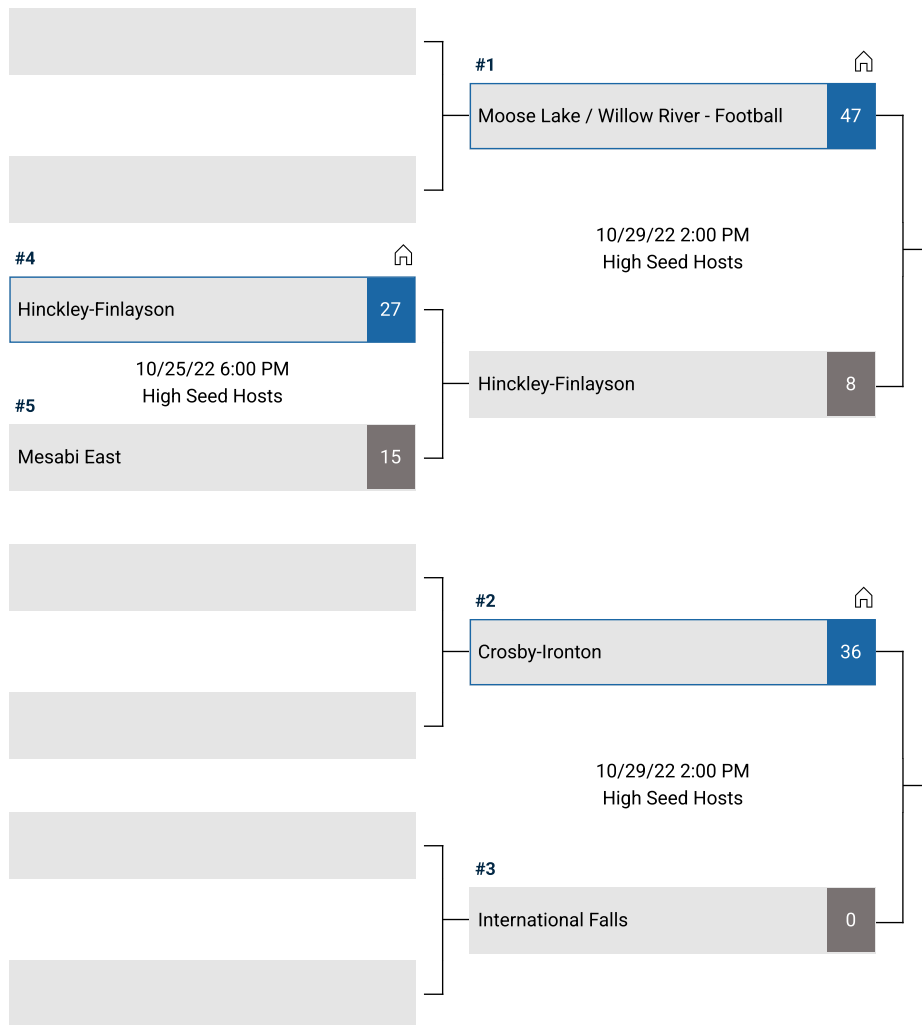 #1
Moose Lake / Willow River - Football 47
10/29/22 2:00 PM
High Seed Hosts
#4
Hinckley-Finlayson 27
10/25/22 6:00 PM
High Seed Hosts
#5
Mesabi East 15
Hinckley-Finlayson 8
#2
Crosby-Ironton 36
10/29/22 2:00 PM
High Seed Hosts
#3
International Falls 0